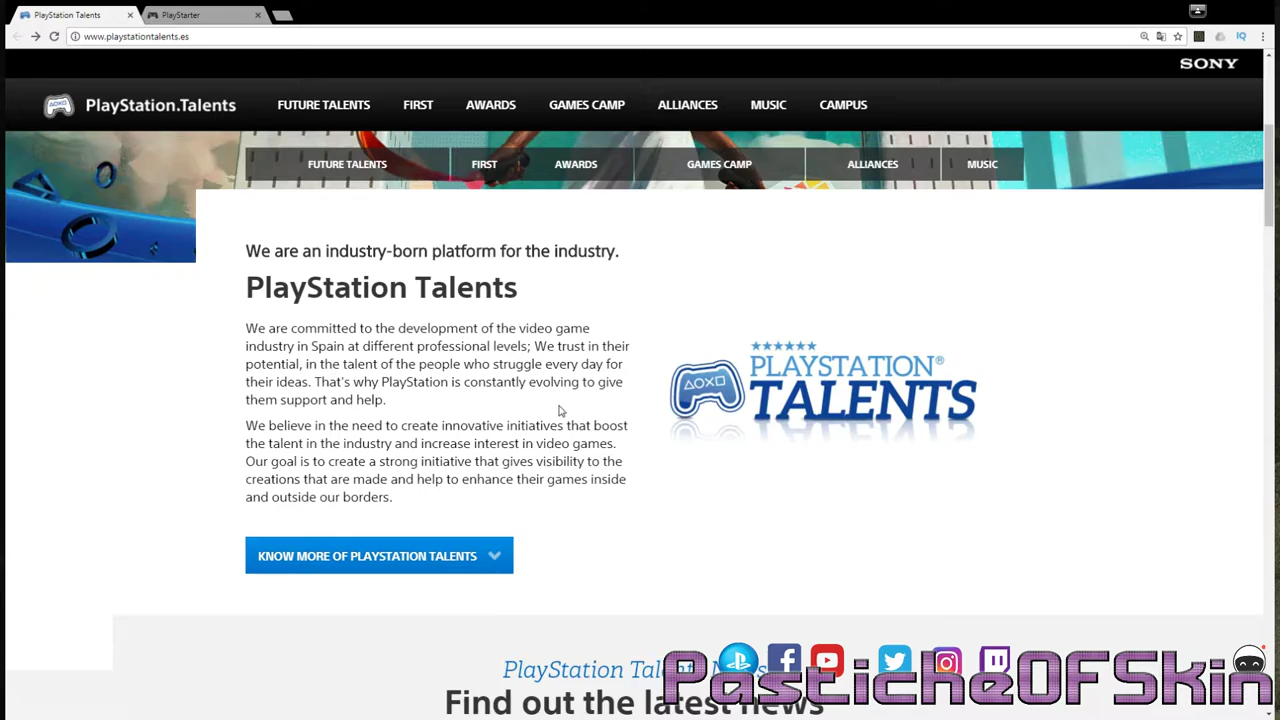 PlayStation Talents
PlayStarter
www.playstationtalents.es
IQ
SONY
PlayStation.Talents
FUTURE TALENTS FIRST AWARDS GAMES CAMP ALLIANCES MUSIC CAMPUS
FUTURE TALENTS FIRST AWARDS GAMES CAMP ALLIANCES MUSIC
We are an industry-born platform for the industry.
PlayStation Talents
We are committed to the development of the video game
industry in Spain at different professional levels; We trust in their
potential, in the talent of the people who struggle every day for
their ideas. That's why PlayStation is constantly evolving to give
them support and help.
We believe in the need to create innovative initiatives that boost
the talent in the industry and increase interest in video games.
Our goal is to create a strong initiative that gives visibility to the
creations that are made and help to enhance their games inside
and outside our borders.
PLAYSTATION®
TALENTS
KNOW MORE OF PLAYSTATION TALENTS
PlayStation
Find out the latest news
PasticheOFSkin